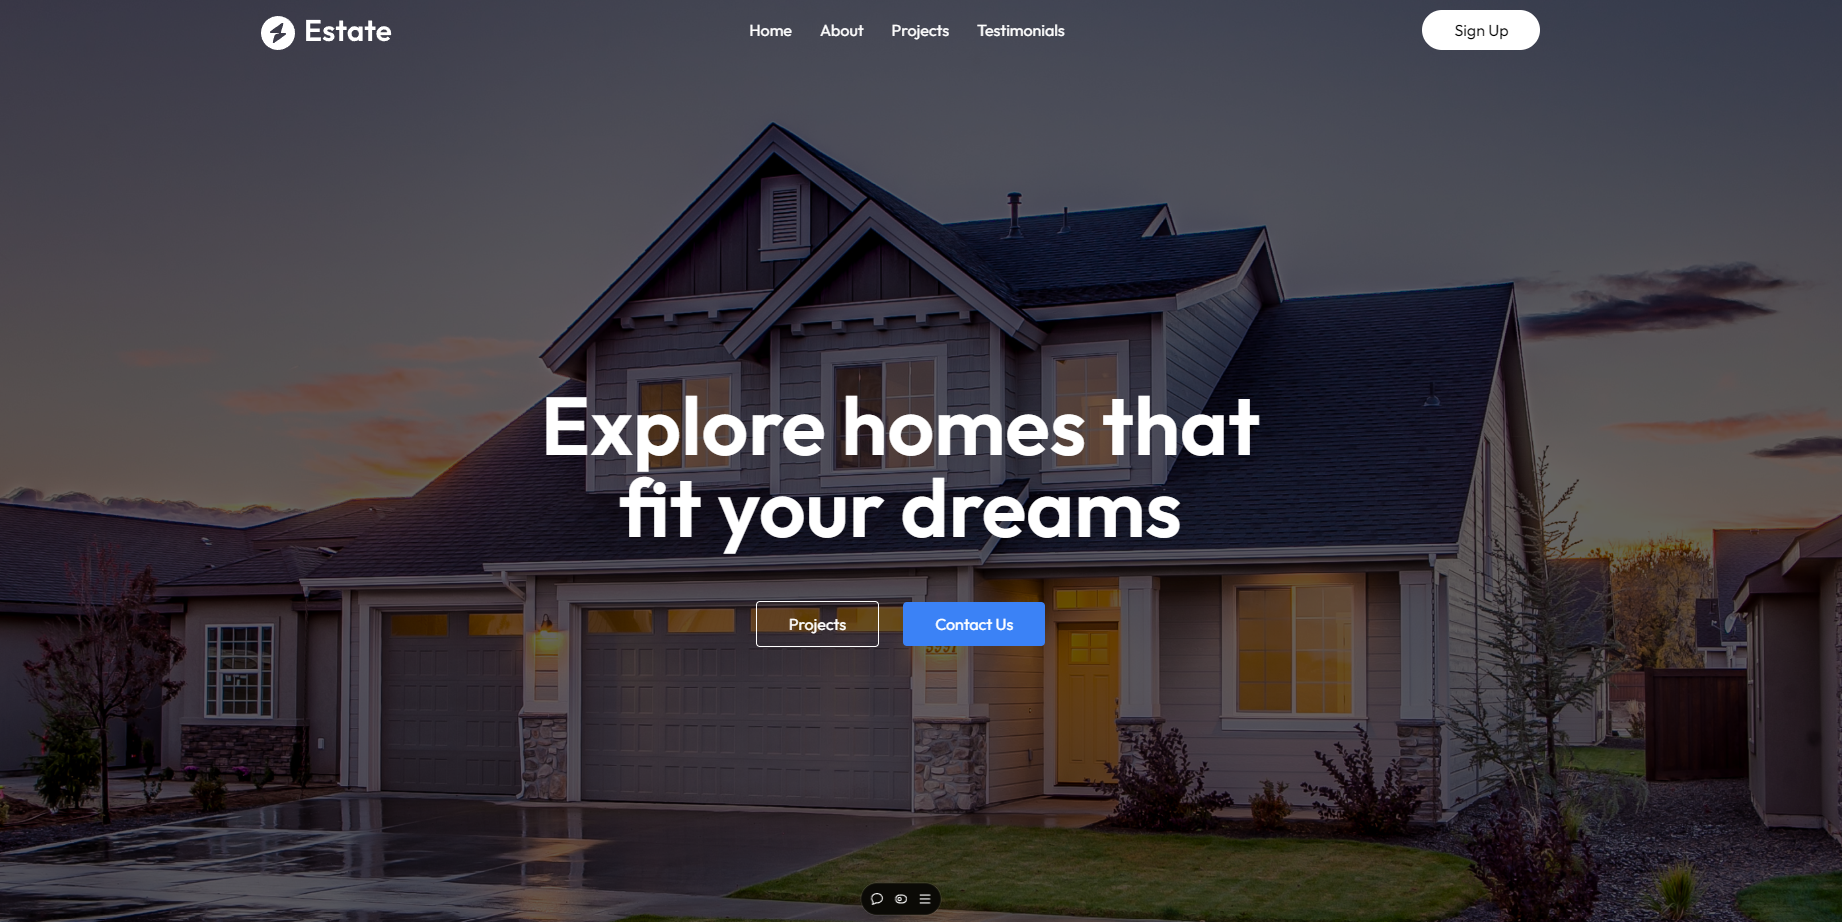 Estate
Home About Projects Testimonials
Sign Up
Explore homes that
fit your dreams
Projects
Contact Us